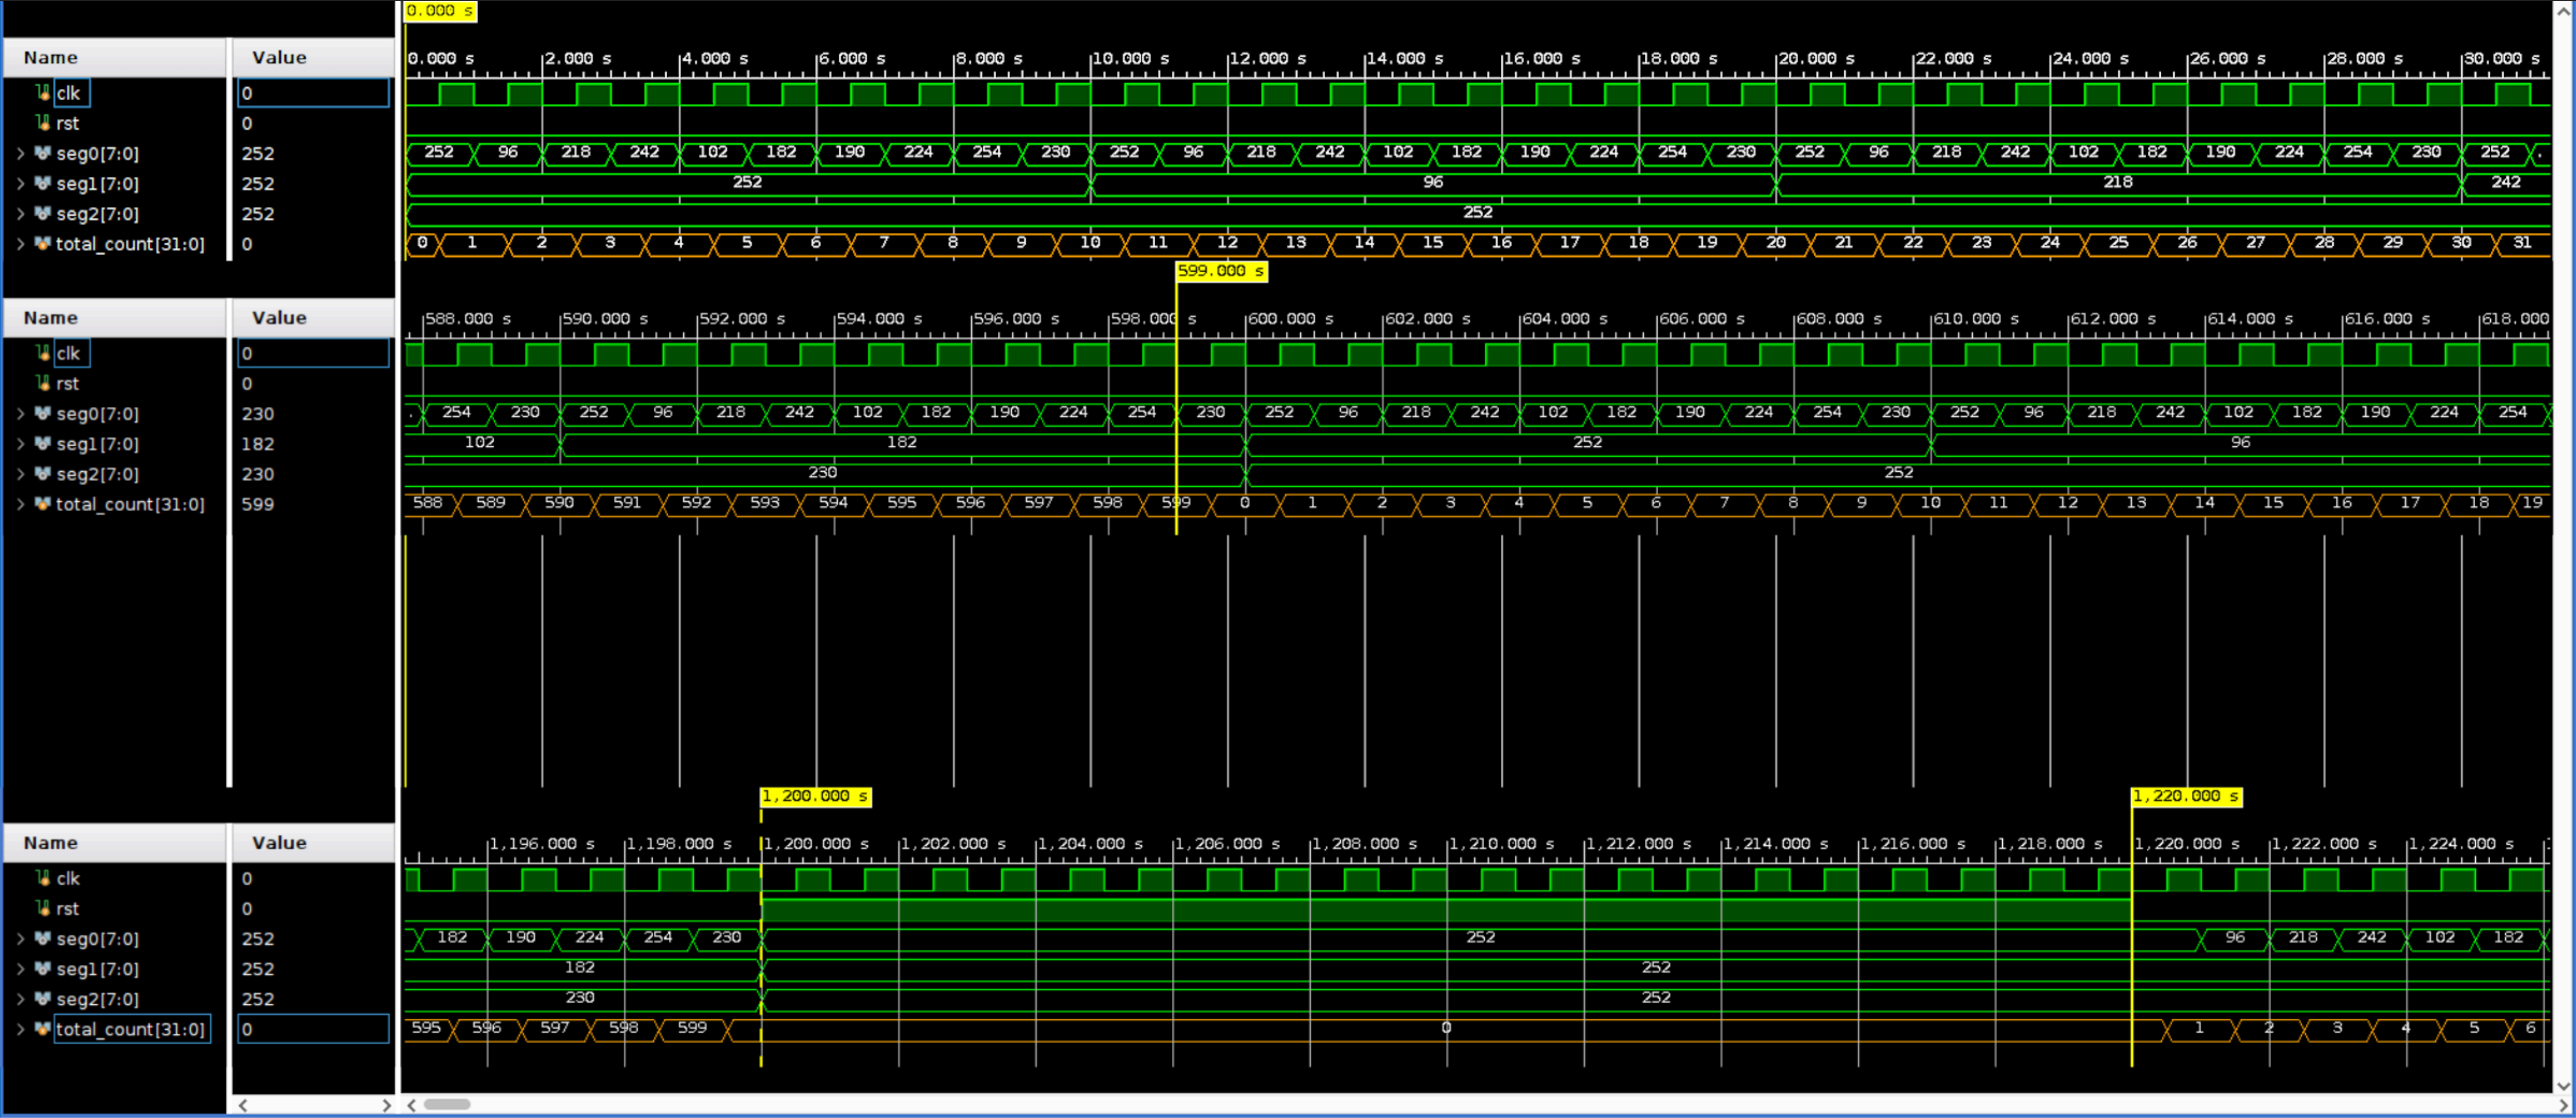 0.000 s
Name Value 0.000 s 2.000 s 4.000 s 6.000 s 8.000 s 10.000 s 12.000 s 14.000 s 16.000 s 18.000 s 20.000 s 22.000 s 24.000 s 26.000 s 28.000 s 30.000 s
clk 0
rst 0
seg0[7:0] 252 252 96 218 242 102 182 190 224 254 230 252 96 218 242 102 182 190 224 254 230 252 96 218 242 102 182 190 224 254 230 252 .
seg1[7:0] 252 252 96 218 242
seg2[7:0] 252 252
total_count[31:0] 0 0 1 2 3 4 5 6 7 8 9 10 11 12 13 14 15 16 17 18 19 20 21 22 23 24 25 26 27 28 29 30 31
599.000 s
Name Value 588.000 s 590.000 s 592.000 s 594.000 s 596.000 s 598.000 s 600.000 s 602.000 s 604.000 s 606.000 s 608.000 s 610.000 s 612.000 s 614.000 s 616.000 s 618.000
clk 0
rst 0
seg0[7:0] 230 . 254 230 252 96 218 242 102 182 190 224 254 230 252 96 218 242 102 182 190 224 254 230 252 96 218 242 102 182 190 224 254
seg1[7:0] 182 102 182 252 96
seg2[7:0] 230 230 252
total_count[31:0] 599 588 589 590 591 592 593 594 595 596 597 598 599 0 1 2 3 4 5 6 7 8 9 10 11 12 13 14 15 16 17 18 19
1,200.000 s 1,220.000 s
Name Value 1,196.000 s 1,198.000 s 1,200.000 s 1,202.000 s 1,204.000 s 1,206.000 s 1,208.000 s 1,210.000 s 1,212.000 s 1,214.000 s 1,216.000 s 1,218.000 s 1,220.000 s 1,222.000 s 1,224.000 s
clk 0
rst 0
seg0[7:0] 252 182 190 224 254 230 252 96 218 242 102 182
seg1[7:0] 252 182 252
seg2[7:0] 252 230 252
total_count[31:0] 0 595 596 597 598 599 0 1 2 3 4 5 6